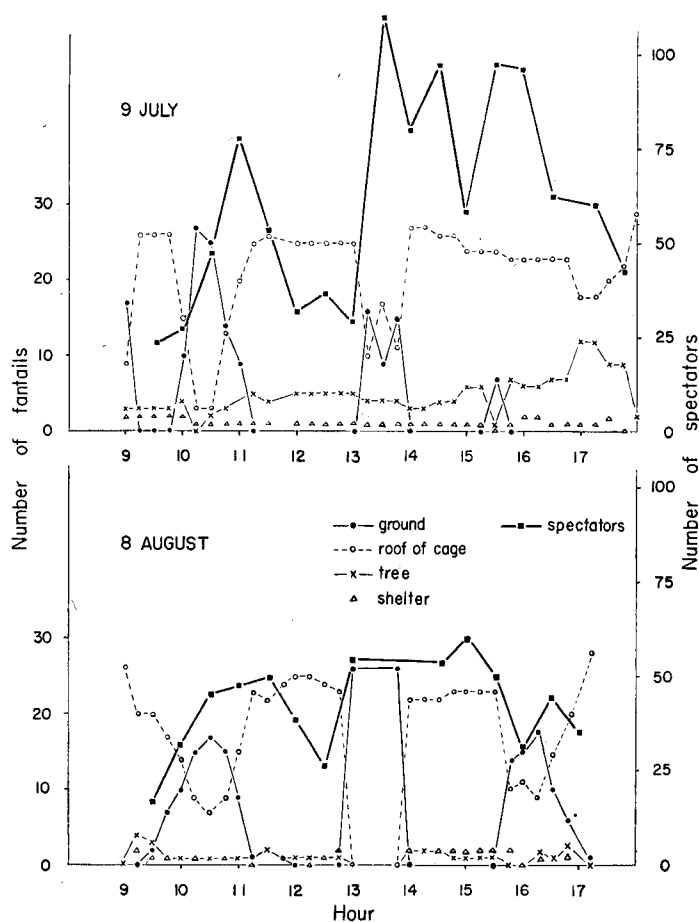 9 JULY
100
75
50
25
0
30
20
10
0
9 10 11 12 13 14 15 16 17
Number of fantails
Number of spectators
8 AUGUST
ground
roof of cage
tree
shelter
spectators
100
75
50
25
0
30
20
10
0
9 10 11 12 13 14 15 16 17
Hour